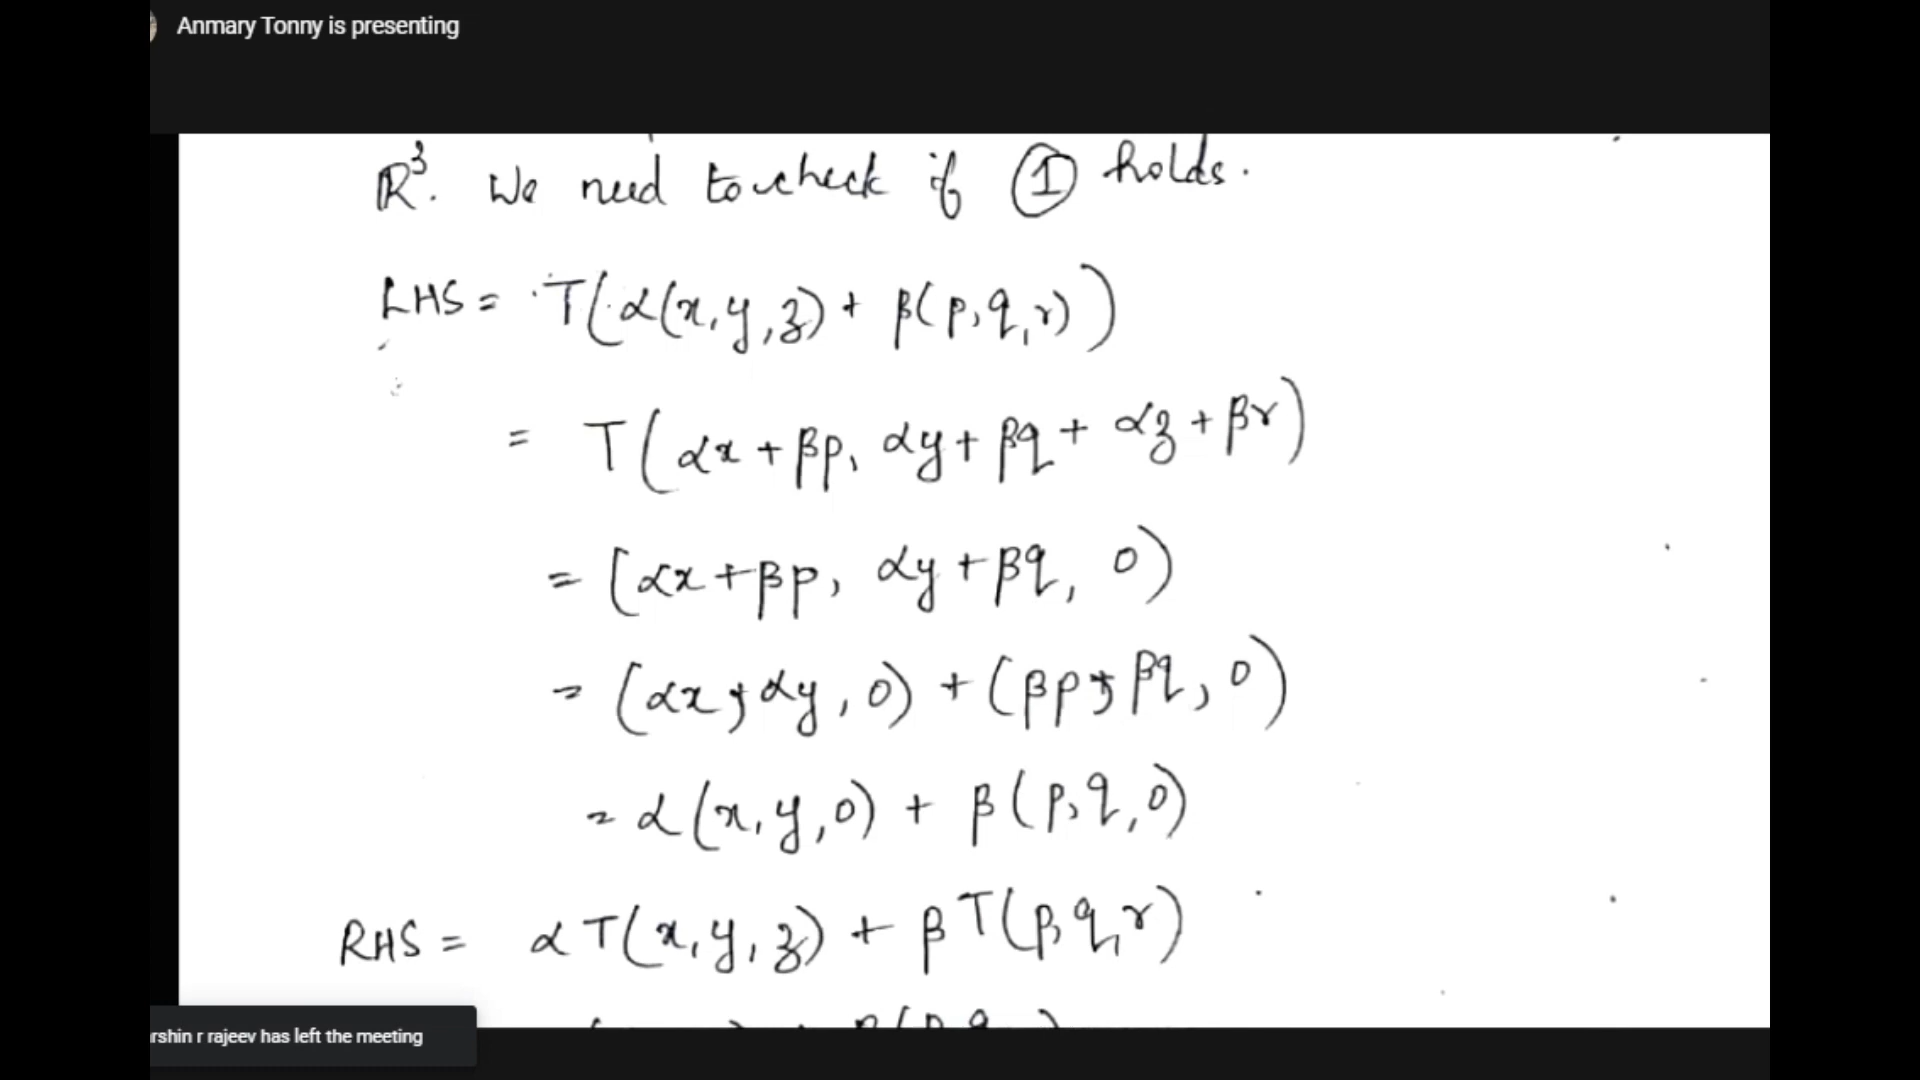 Anmary Tonny is presenting
R³. We need to check if ① holds.
LHS = T(α(x,y,z) + β(p,q,r))
= T(αx + βp, αy + βq + αz + βr)
= (αx + βp, αy + βq, 0)
= (αx, αy, 0) + (βp, βq, 0)
= α(x,y,0) + β(p,q,0)
RHS = αT(x,y,z) + βT(p,q,r)
rshin r rajeev has left the meeting